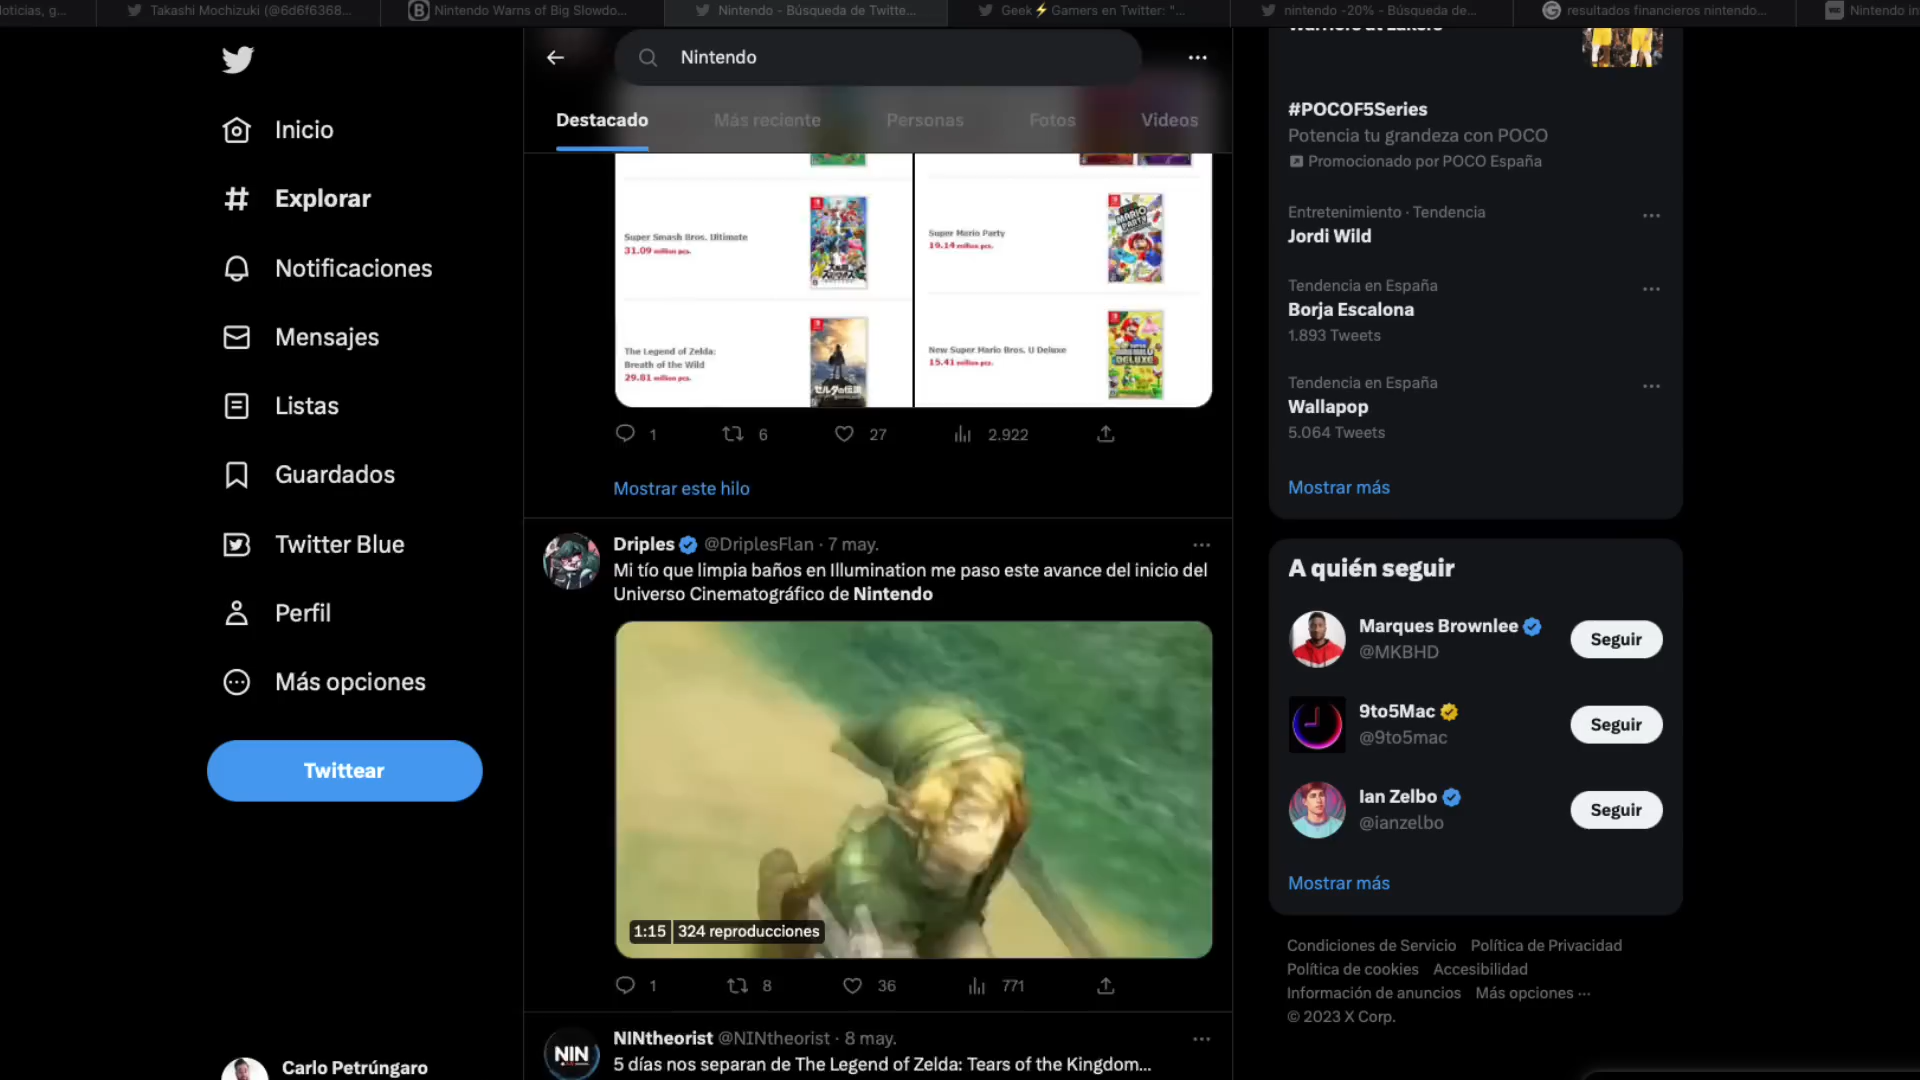 loticias, g...
Takashi Mochizuki (@6d6f6368...
Nintendo Warns of Big Slowdo...
Nintendo - Búsqueda de Twitte...
Geek⚡Gamers en Twitter: "...
nintendo -20% - Búsqueda de...
resultados financieros nintendo...
Nintendo in
Nintendo
Destacado
Más reciente
Personas
Fotos
Videos
Inicio
Explorar
Notificaciones
Mensajes
Listas
Guardados
Twitter Blue
Perfil
Más opciones
Twittear
Carlo Petrúngaro
Super Smash Bros. Ultimate
31.09 million pcs.
The Legend of Zelda:
Breath of the Wild
29.81 million pcs.
Super Mario Party
19.14 million pcs.
New Super Mario Bros. U Deluxe
15.41 million pcs.
MARIO
PARTY
ゼルダの伝説
1 6 27 2.922
Mostrar este hilo
Driples @DriplesFlan · 7 may.
Mi tío que limpia baños en Illumination me paso este avance del inicio del
Universo Cinematográfico de Nintendo
1:15 324 reproducciones
1 8 36 771
NIN
NINtheorist @NINtheorist · 8 may.
5 días nos separan de The Legend of Zelda: Tears of the Kingdom...
#POCOF5Series
Potencia tu grandeza con POCO
Promocionado por POCO España
Entretenimiento · Tendencia
Jordi Wild
Tendencia en España
Borja Escalona
1.893 Tweets
Tendencia en España
Wallapop
5.064 Tweets
Mostrar más
A quién seguir
Marques Brownlee
@MKBHD
Seguir
9to5Mac
@9to5mac
Seguir
Ian Zelbo
@ianzelbo
Seguir
Mostrar más
Condiciones de Servicio Política de Privacidad
Política de cookies Accesibilidad
Información de anuncios Más opciones ···
© 2023 X Corp.